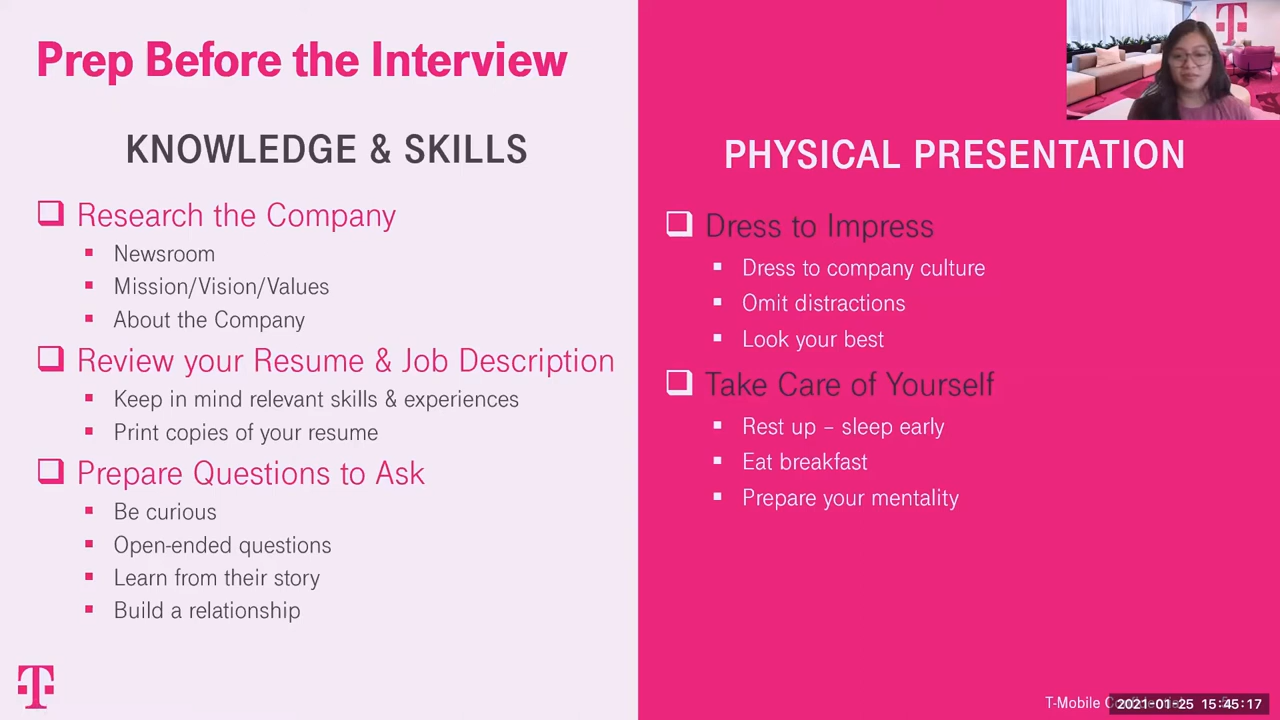 Prep Before the Interview
KNOWLEDGE & SKILLS
Research the Company
Newsroom
Mission/Vision/Values
About the Company
Review your Resume & Job Description
Keep in mind relevant skills & experiences
Print copies of your resume
Prepare Questions to Ask
Be curious
Open-ended questions
Learn from their story
Build a relationship
T
PHYSICAL PRESENTATION
Dress to Impress
Dress to company culture
Omit distractions
Look your best
Take Care of Yourself
Rest up – sleep early
Eat breakfast
Prepare your mentality
T
T-Mobile
2021-01-25 15:45:17